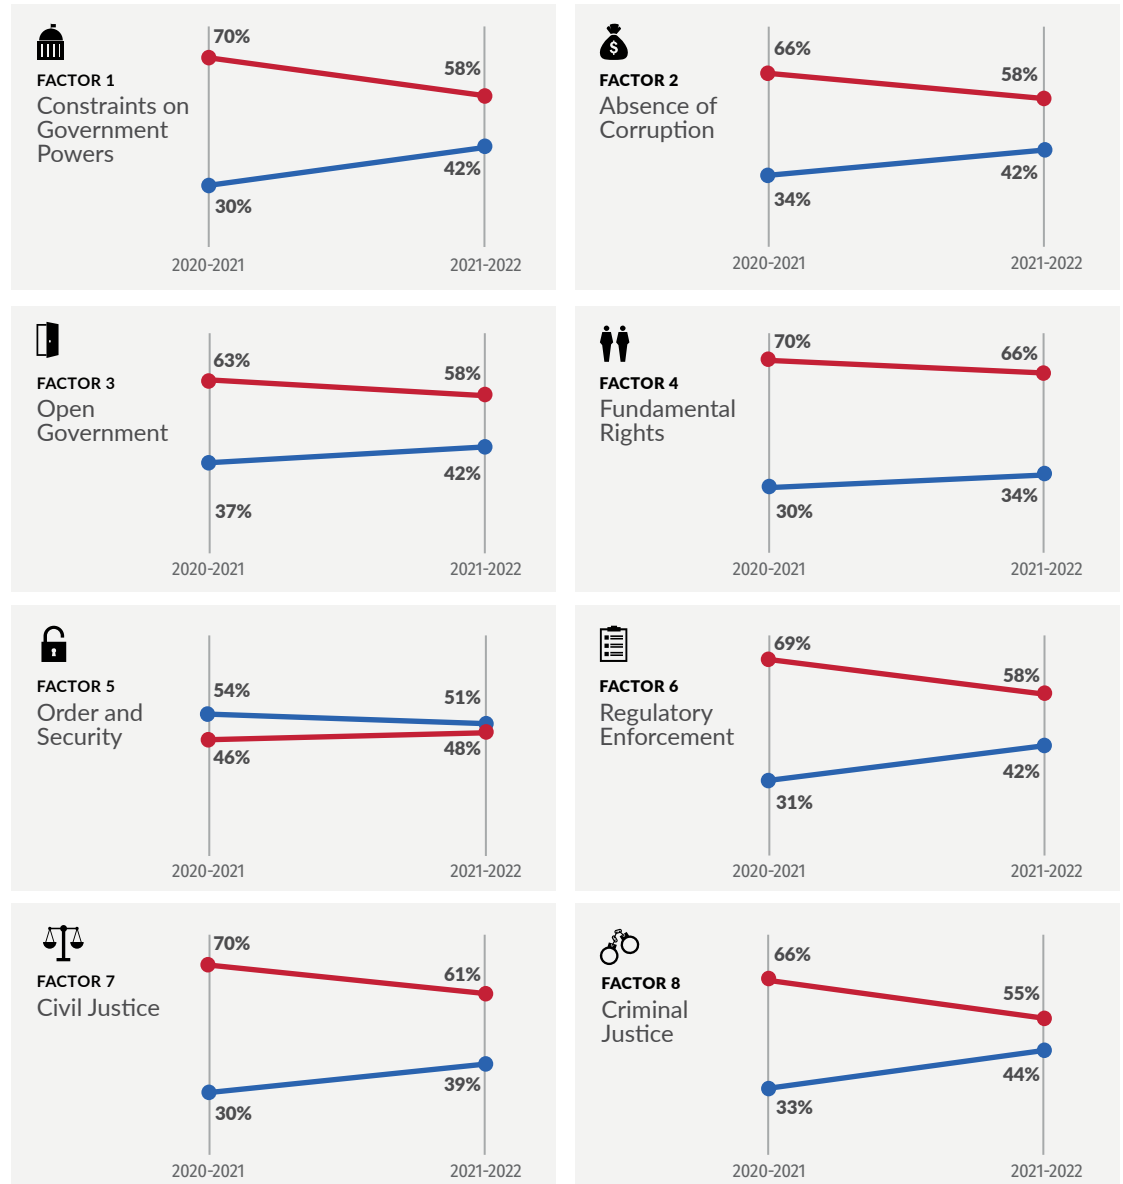 FACTOR 1
Constraints on
Government
Powers
70%
58%
42%
30%
2020-2021
2021-2022
FACTOR 2
Absence of
Corruption
66%
58%
42%
34%
2020-2021
2021-2022
FACTOR 3
Open
Government
63%
58%
42%
37%
2020-2021
2021-2022
FACTOR 4
Fundamental
Rights
70%
66%
34%
30%
2020-2021
2021-2022
FACTOR 5
Order and
Security
54%
51%
48%
46%
2020-2021
2021-2022
FACTOR 6
Regulatory
Enforcement
69%
58%
42%
31%
2020-2021
2021-2022
FACTOR 7
Civil Justice
70%
61%
39%
30%
2020-2021
2021-2022
FACTOR 8
Criminal
Justice
66%
55%
44%
33%
2020-2021
2021-2022